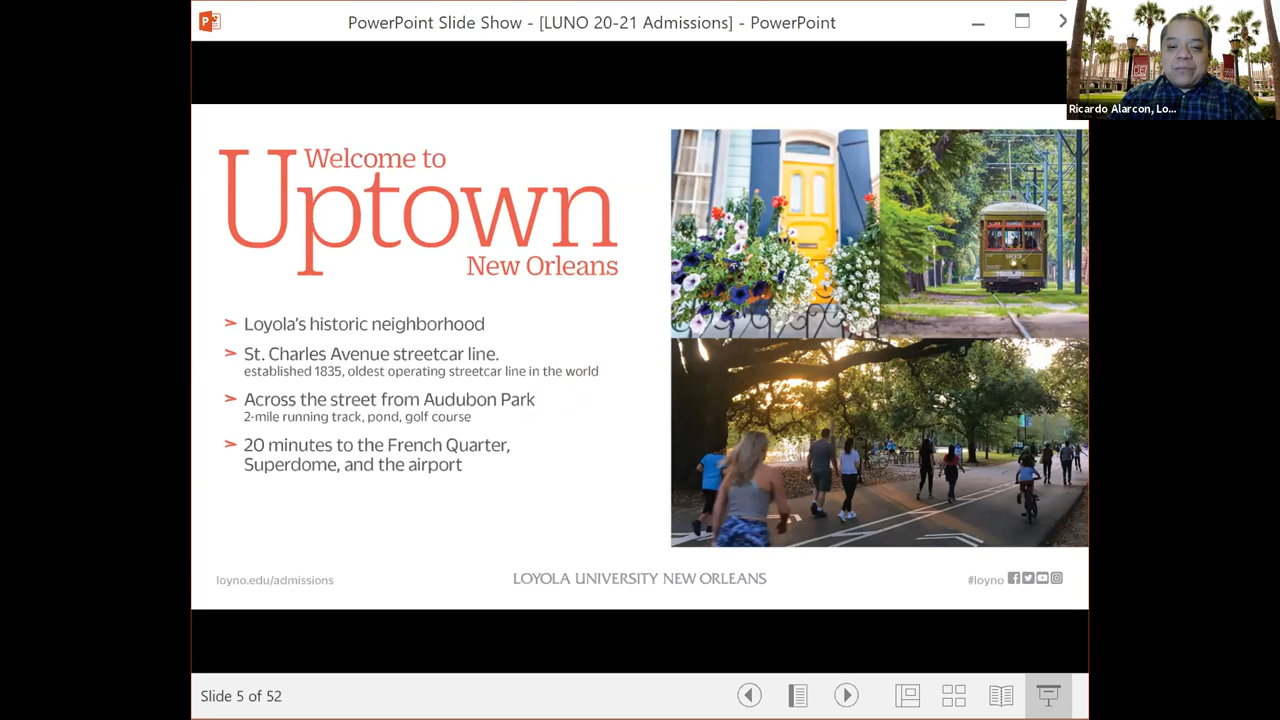 PowerPoint Slide Show - [LUNO 20-21 Admissions] - PowerPoint
Ricardo Alarcon, Lo...
Welcome to
Uptown
New Orleans
➤ Loyola's historic neighborhood
➤ St. Charles Avenue streetcar line.
established 1835, oldest operating streetcar line in the world
➤ Across the street from Audubon Park
2-mile running track, pond, golf course
➤ 20 minutes to the French Quarter,
Superdome, and the airport
903
loyno.edu/admissions
LOYOLA UNIVERSITY NEW ORLEANS
#loyno
Slide 5 of 52